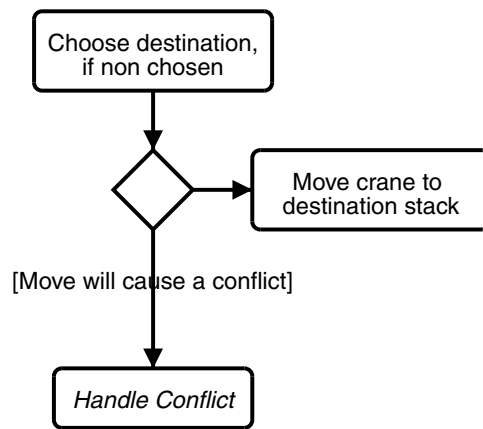 Choose destination,
if non chosen
Move crane to
destination stack
[Move will cause a conflict]
Handle Conflict